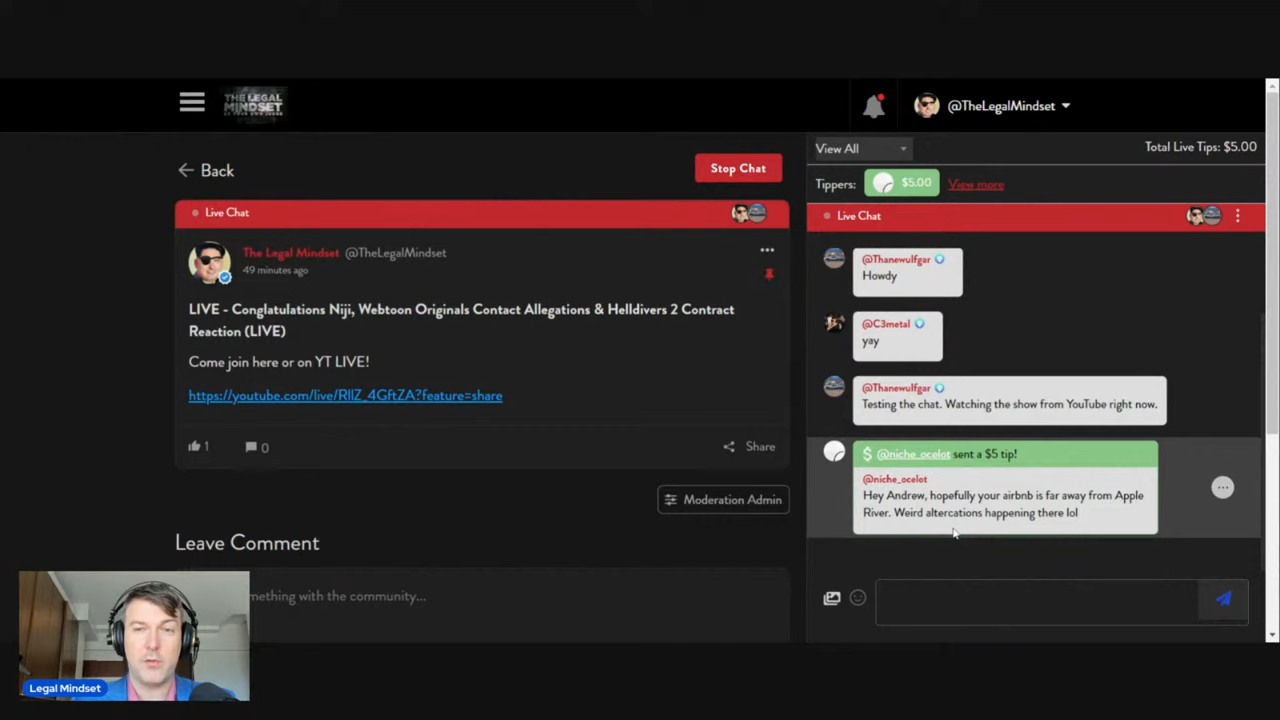 THE LEGAL
MINDSET
@TheLegalMindset
Back
Stop Chat
Live Chat
The Legal Mindset @TheLegalMindset
49 minutes ago
LIVE - Conglatulations Niji, Webtoon Originals Contact Allegations & Helldivers 2 Contract
Reaction (LIVE)
Come join here or on YT LIVE!
https://youtube.com/live/RllZ_4GftZA?feature=share
1
0
Share
Moderation Admin
Leave Comment
mething with the community...
Legal Mindset
View All
Total Live Tips: $5.00
Tippers:
$5.00
View more
Live Chat
@Thanewulfgar
Howdy
@C3metal
yay
@Thanewulfgar
Testing the chat. Watching the show from YouTube right now.
$ @niche_ocelot sent a $5 tip!
@niche_ocelot
Hey Andrew, hopefully your airbnb is far away from Apple
River. Weird altercations happening there lol